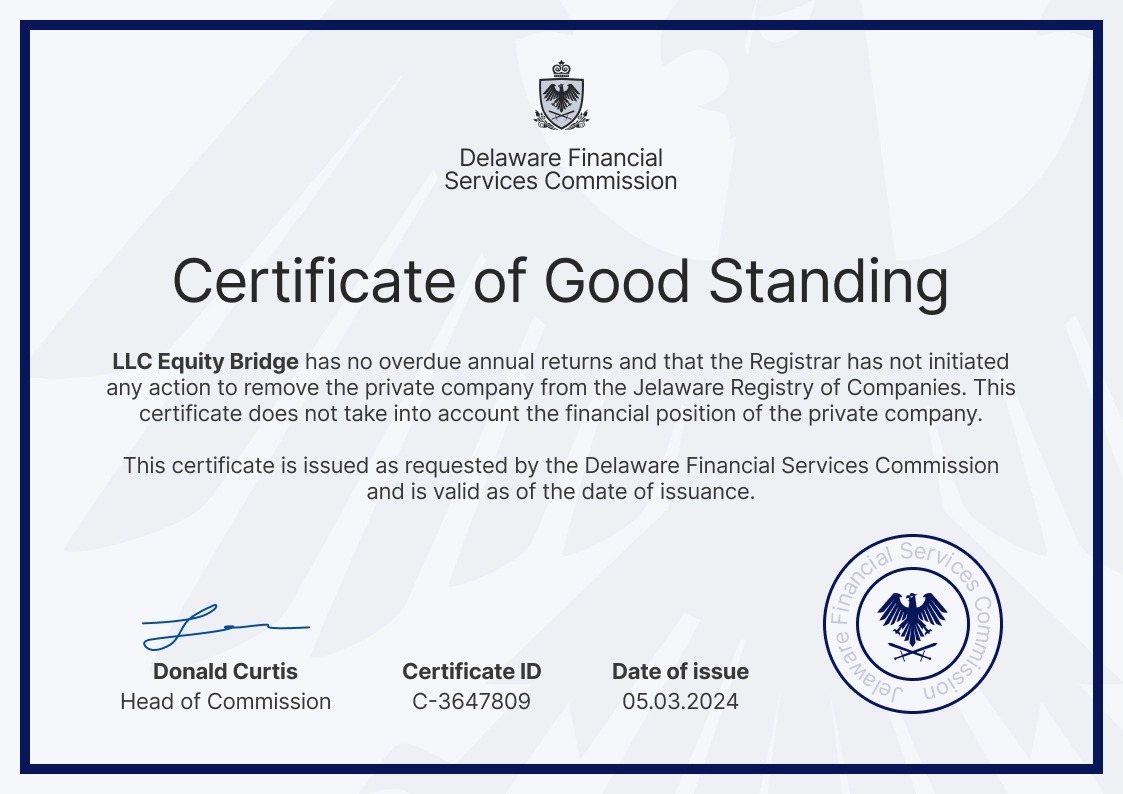 Delaware Financial
Services Commission
Certificate of Good Standing
LLC Equity Bridge has no overdue annual returns and that the Registrar has not initiated
any action to remove the private company from the Jelaware Registry of Companies. This
certificate does not take into account the financial position of the private company.
This certificate is issued as requested by the Delaware Financial Services Commission
and is valid as of the date of issuance.
Donald Curtis
Head of Commission
Certificate ID
C-3647809
Date of issue
05.03.2024
Jelaware Financial Services Commission